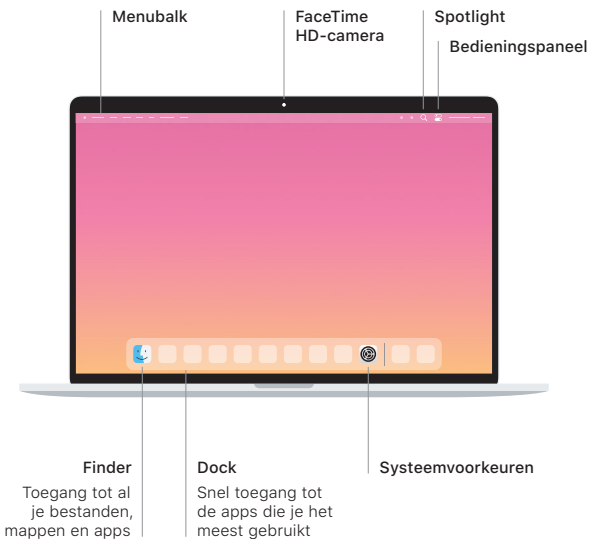 Menubalk
FaceTime
HD-camera
Spotlight
Bedieningspaneel
Finder
Toegang tot al
je bestanden,
mappen en apps
Dock
Snel toegang tot
de apps die je het
meest gebruikt
Systeemvoorkeuren